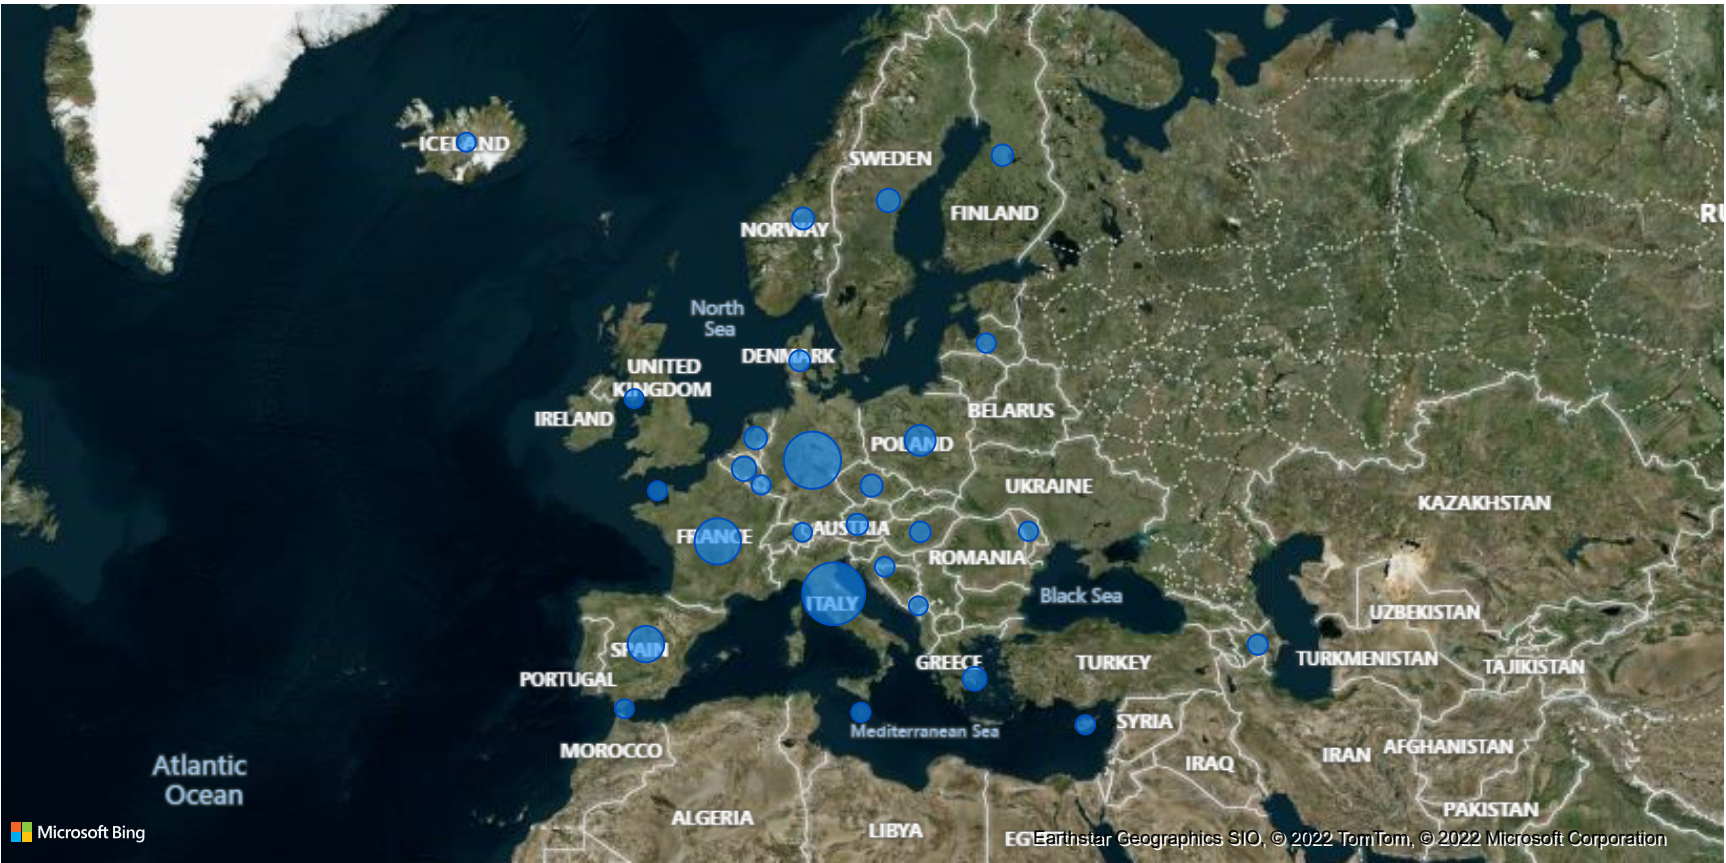 ICELAND
SWEDEN
FINLAND
NORWAY
RU
North
Sea
DENMARK
UNITED
KINGDOM
IRELAND
BELARUS
POLAND
UKRAINE
KAZAKHSTAN
FRANCE
AUSTRIA
ROMANIA
Black Sea
ITALY
UZBEKISTAN
SPAIN
GREECE
TURKEY
TURKMENISTAN
TAJIKISTAN
PORTUGAL
SYRIA
Mediterranean Sea
MOROCCO
IRAQ
IRAN
AFGHANISTAN
Atlantic
Ocean
PAKISTAN
ALGERIA
LIBYA
Microsoft Bing
Earthstar Geographics SIO, © 2022 TomTom, © 2022 Microsoft Corporation